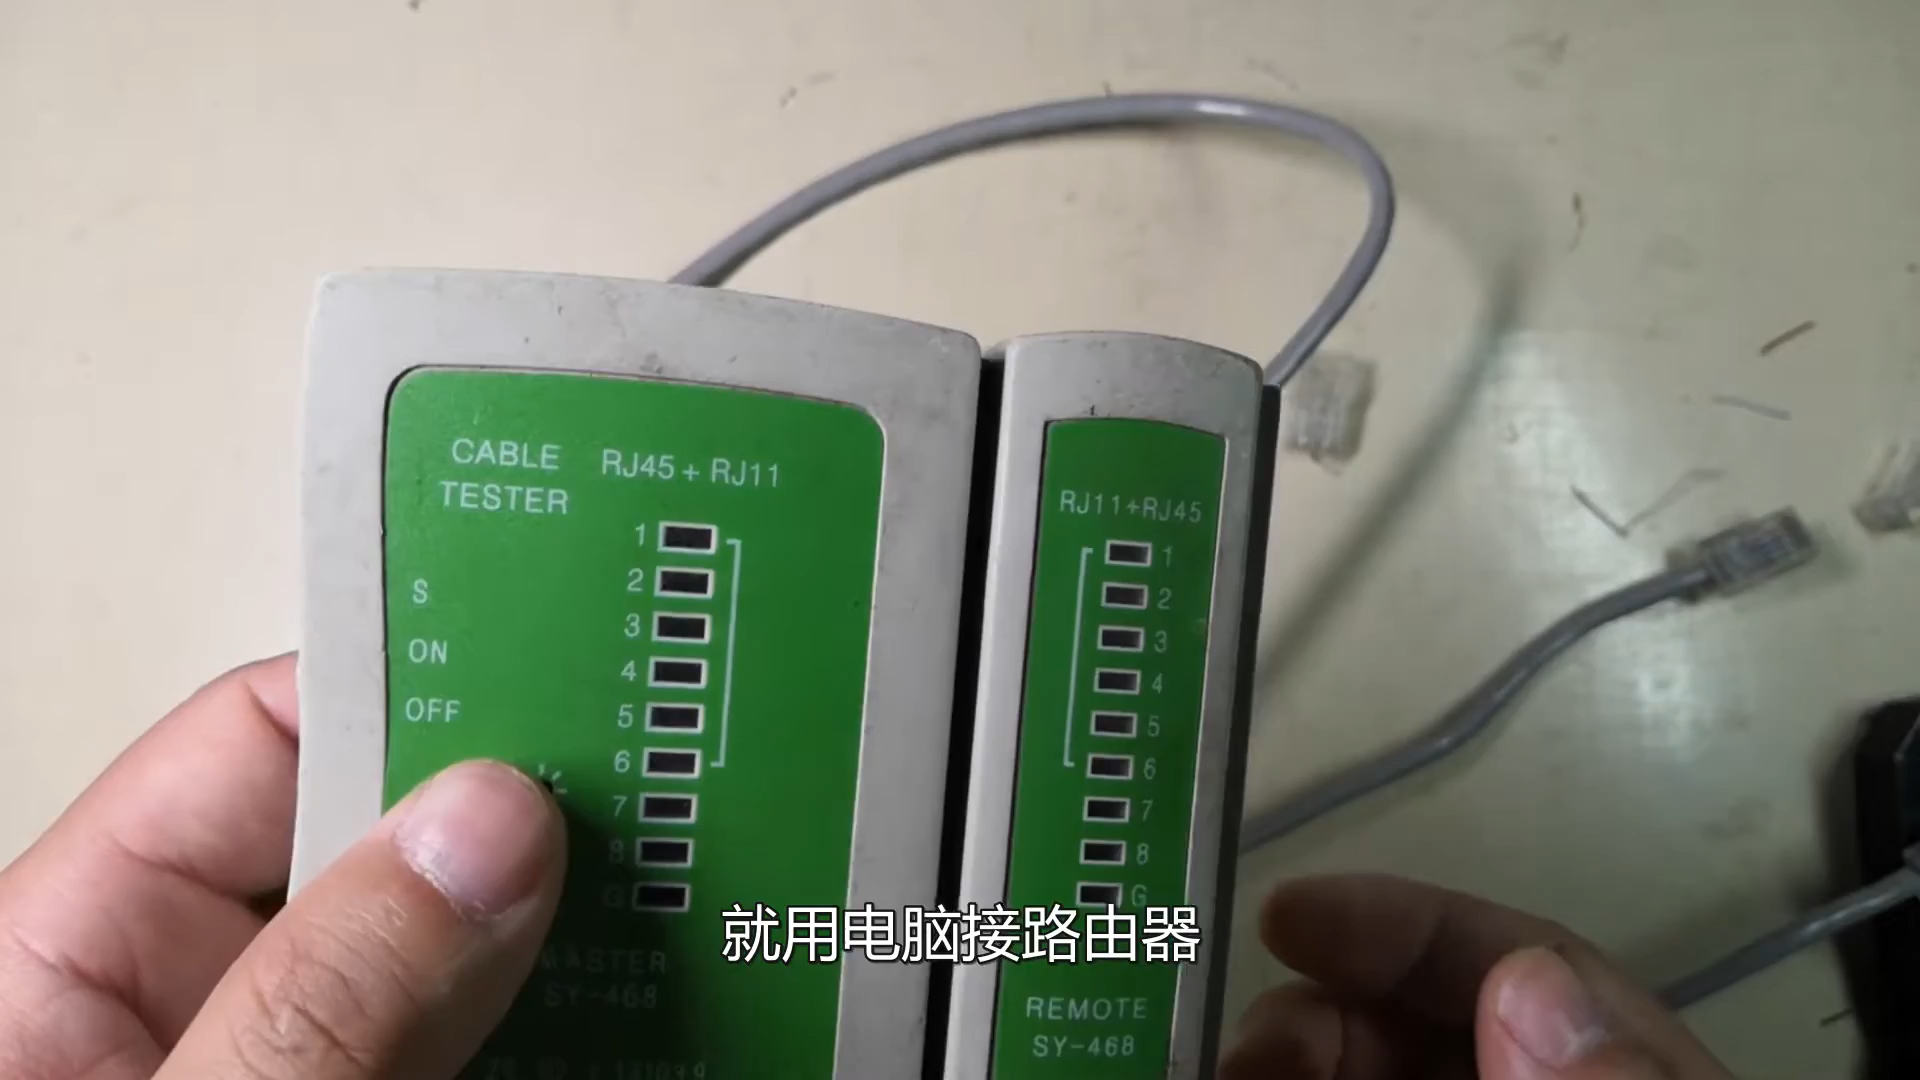 CABLE RJ45 + RJ11
TESTER
1
2
S
3
ON
4
OFF
5
6
7
8
G
MASTER
SY-468
RJ11+RJ45
1
2
3
4
5
6
7
8
G
REMOTE
SY-468
就用电脑接路由器